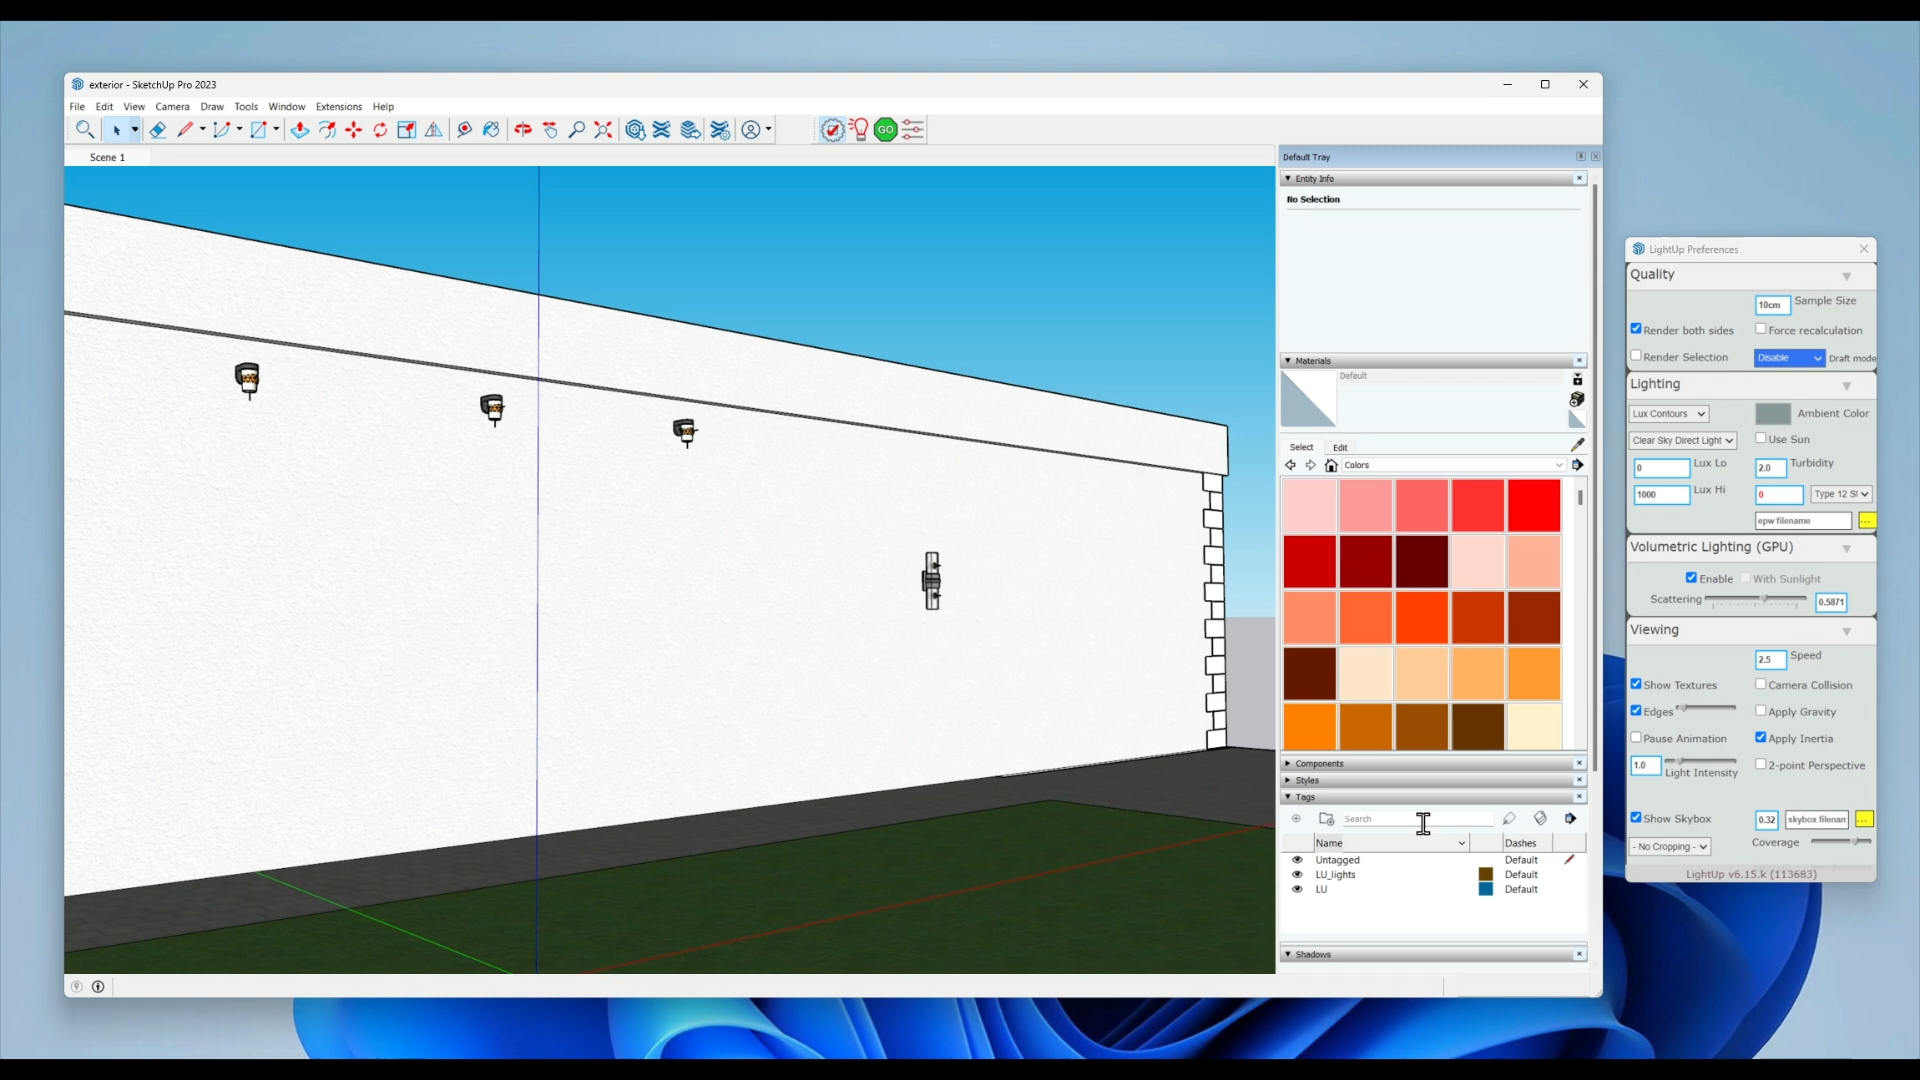 exterior - SketchUp Pro 2023
File Edit View Camera Draw Tools Window Extensions Help
GO
Scene 1
Default Tray
Entity Info
No Selection
Materials
Default
Select Edit
Colors
Components
Styles
Tags
Search
Name Dashes
Untagged Default
LU_lights Default
LU Default
Shadows
LightUp Preferences
Quality
10cm Sample Size
Render both sides Force recalculation
Render Selection Disable Draft mode
Lighting
Lux Contours Ambient Color
Clear Sky Direct Light Use Sun
0 Lux Lo 2.0 Turbidity
1000 Lux Hi 0 Type 12 Sl
epw filename ...
Volumetric Lighting (GPU)
Enable With Sunlight
Scattering 0.5871
Viewing
2.5 Speed
Show Textures Camera Collision
Edges Apply Gravity
Pause Animation Apply Inertia
1.0 Light Intensity 2-point Perspective
Show Skybox 0.32 skybox filenam ...
- No Cropping - Coverage
LightUp v6.15.k (113683)